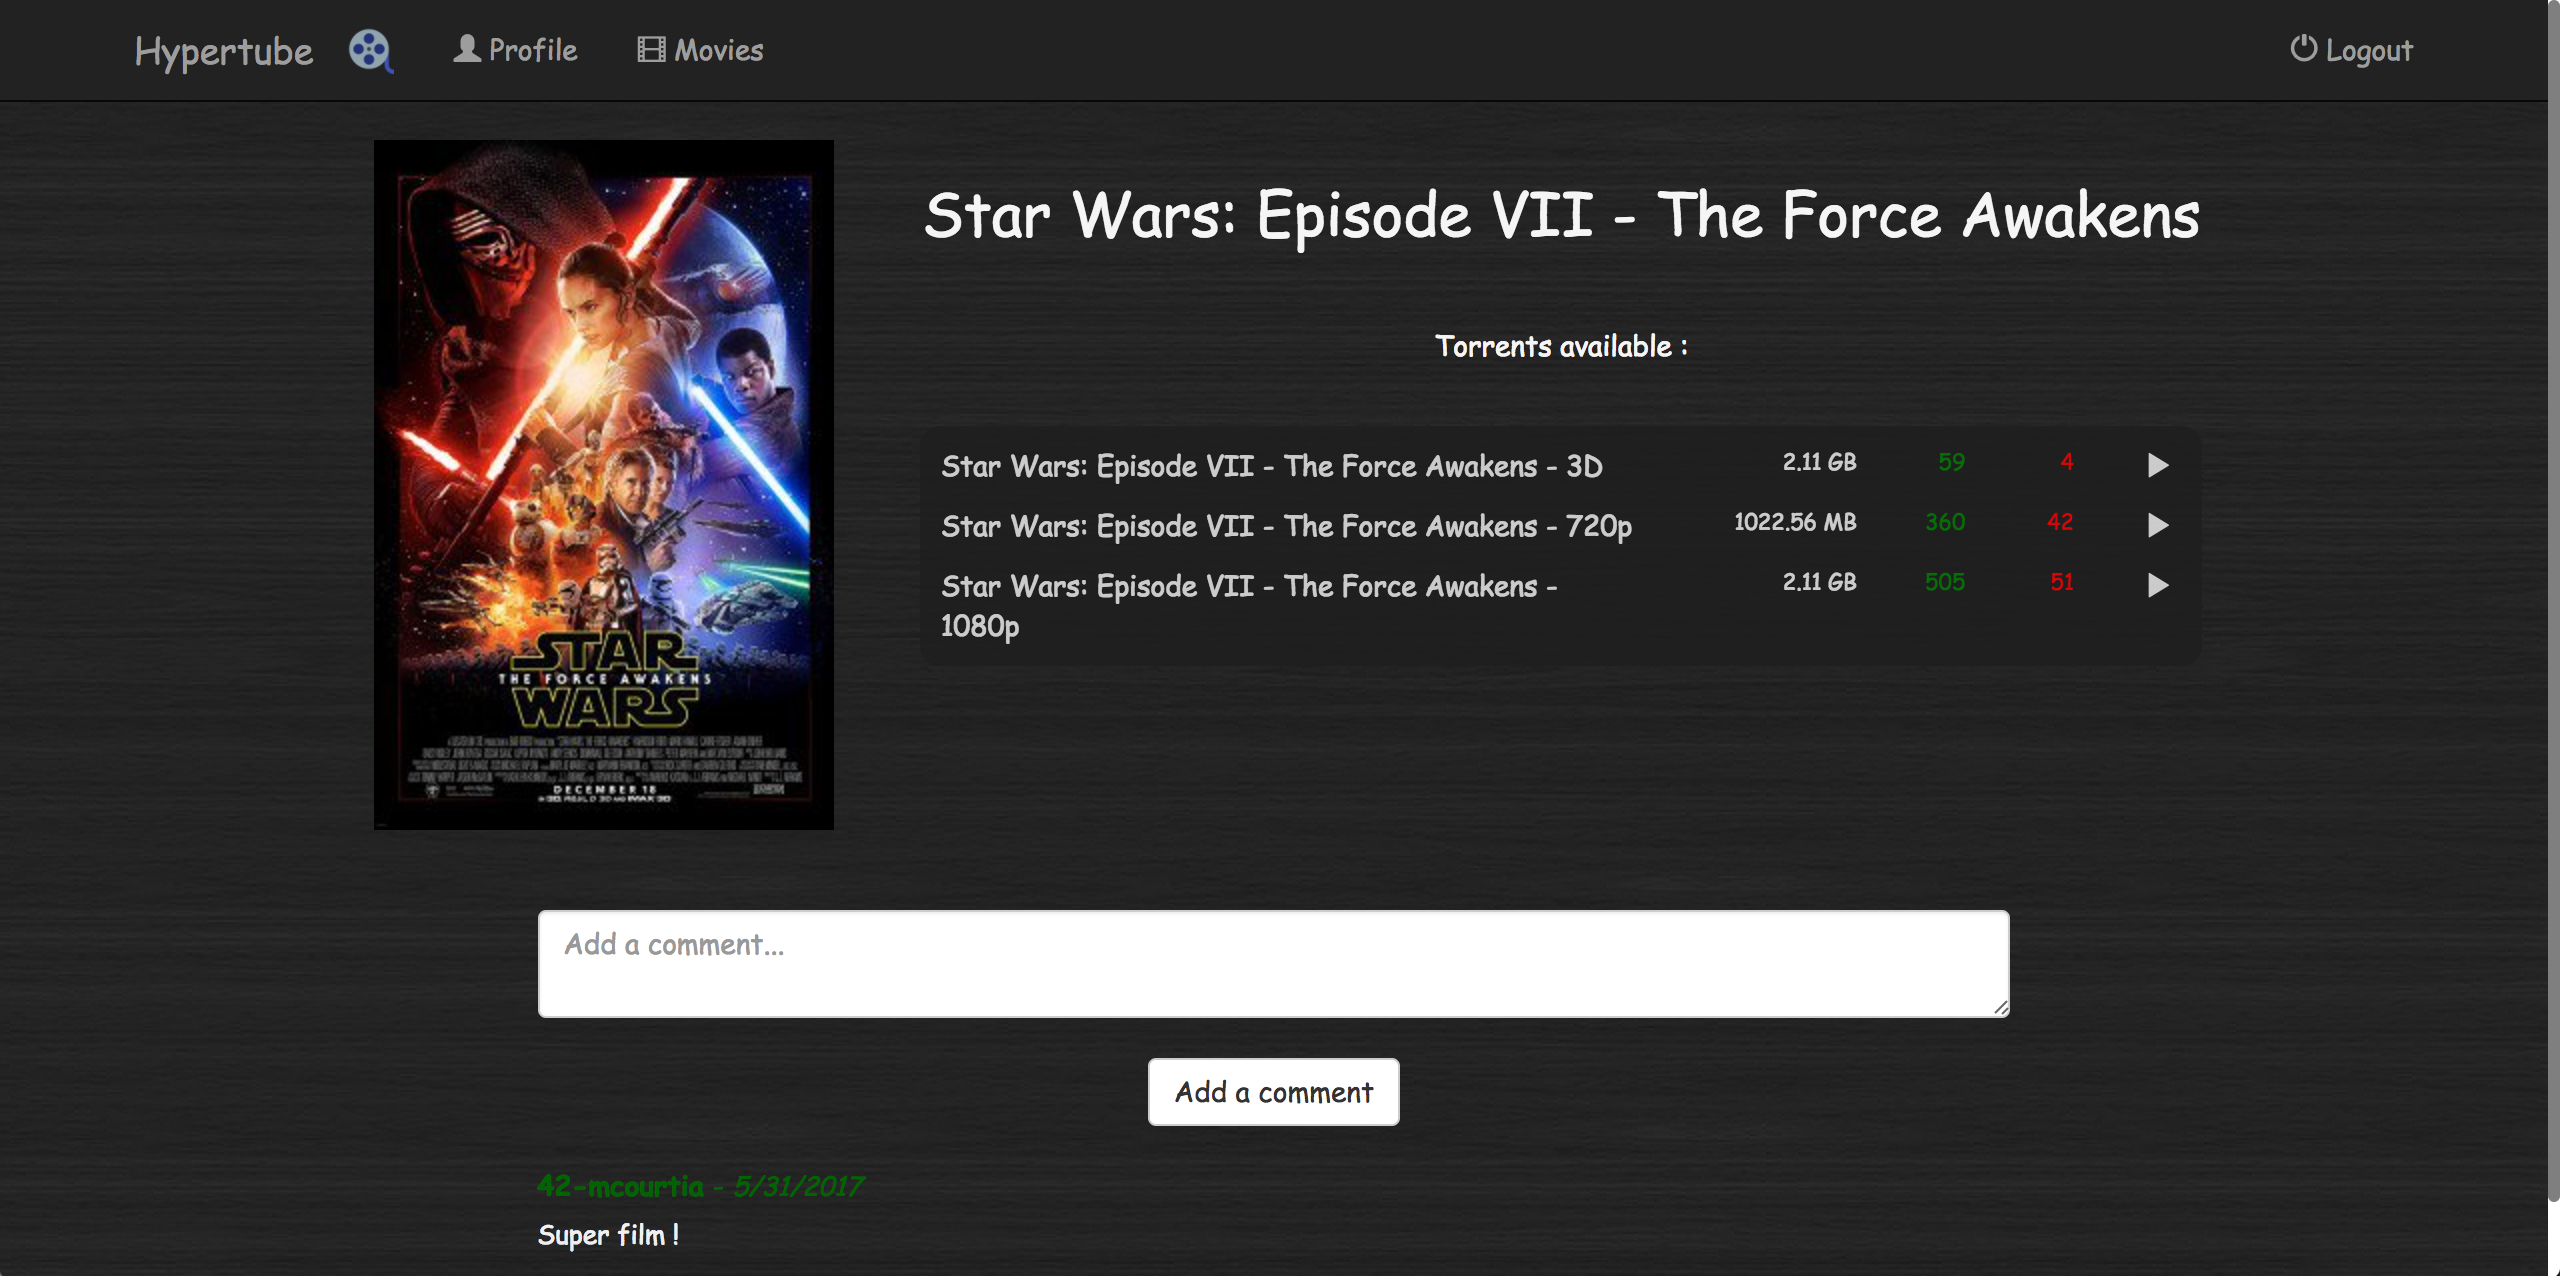 Hypertube
Profile
Movies
Logout
Star Wars: Episode VII - The Force Awakens
Torrents available :
Star Wars: Episode VII - The Force Awakens - 3D 2.11 GB 59 4
Star Wars: Episode VII - The Force Awakens - 720p 1022.56 MB 360 42
Star Wars: Episode VII - The Force Awakens - 2.11 GB 505 51
1080p
STAR
THE FORCE AWAKENS
WARS
DECEMBER 18
Add a comment...
Add a comment
42-mcourtia - 5/31/2017
Super film !